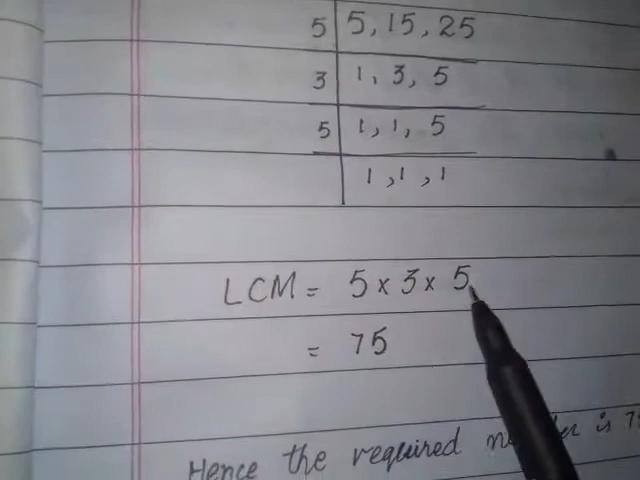 5 5, 15, 25
3 1, 3, 5
5 1, 1, 5
1, 1, 1
LCM = 5 × 3 × 5
= 75
Hence the required is